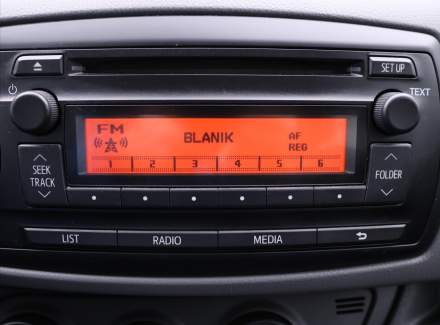 SET UP
TEXT
FM
BLANIK
AF
REG
1 2 3 4 5 6
SEEK
TRACK
FOLDER
LIST RADIO MEDIA